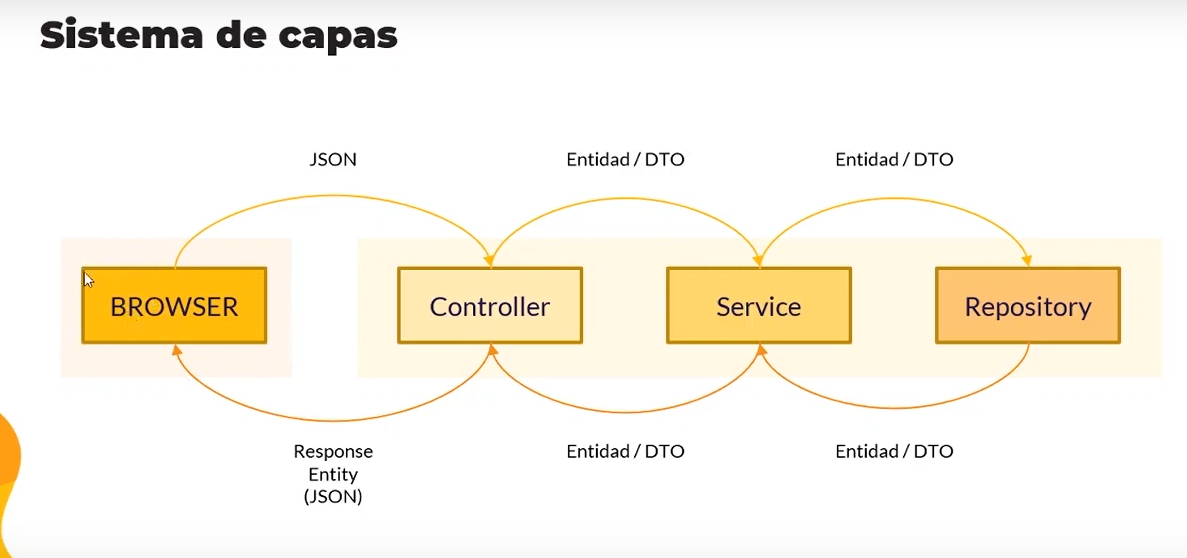 Sistema de capas
JSON
Entidad / DTO
Entidad / DTO
BROWSER
Controller
Service
Repository
Response
Entity
(JSON)
Entidad / DTO
Entidad / DTO